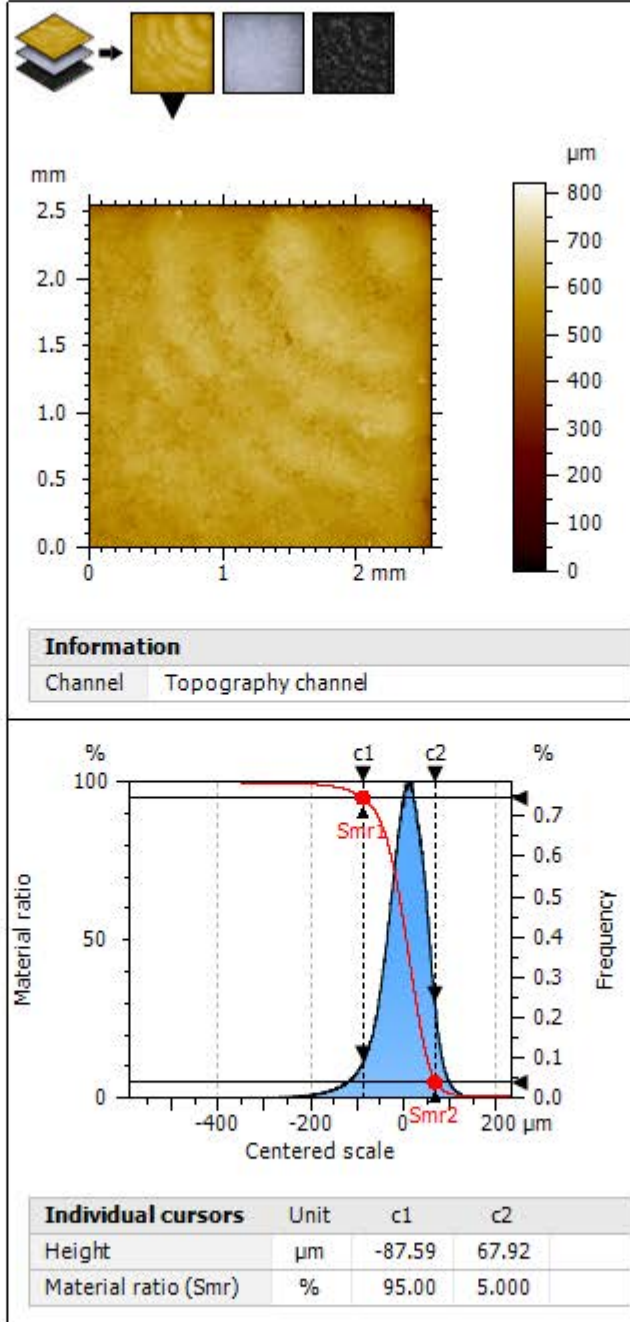 mm
µm
2.5
2.0
1.5
1.0
0.5
0.0
0 1 2 mm
800
700
600
500
400
300
200
100
0
Information
Channel Topography channel
% c1 c2 %
100
50
0
Material ratio
Smr1
Smr2
0.7
0.6
0.5
0.4
0.3
0.2
0.1
0.0
Frequency
-400 -200 0 200 µm
Centered scale
Individual cursors Unit c1 c2
Height µm -87.59 67.92
Material ratio (Smr) % 95.00 5.000